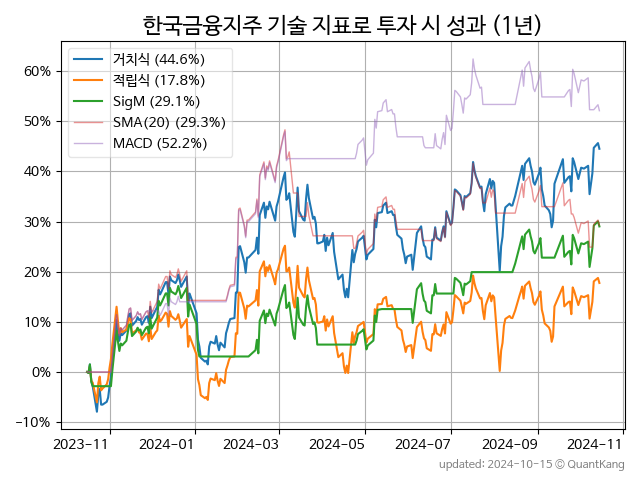 한국금융지주 기술 지표로 투자 시 성과 (1년)
거치식 (44.6%)
적립식 (17.8%)
SigM (29.1%)
SMA(20) (29.3%)
MACD (52.2%)
60%
50%
40%
30%
20%
10%
0%
−10%
2023−11 2024−01 2024−03 2024−05 2024−07 2024−09 2024−11
updated: 2024-10-15 © QuantKang